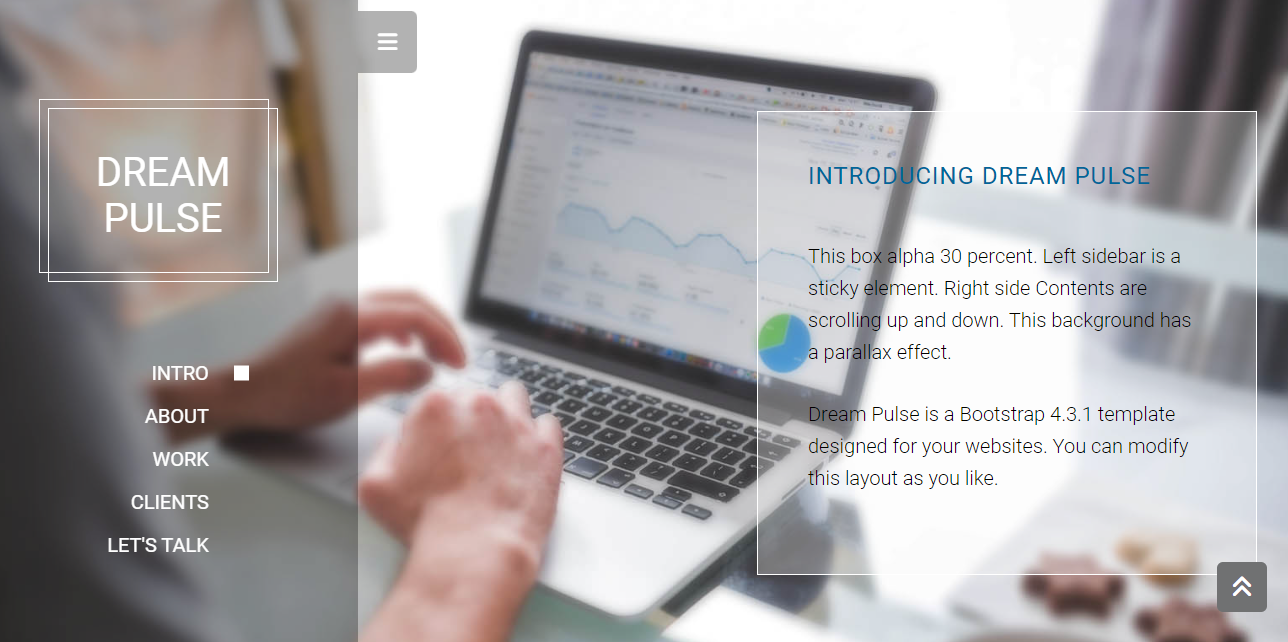 DREAM
PULSE
INTRO
ABOUT
WORK
CLIENTS
LET'S TALK
INTRODUCING DREAM PULSE
This box alpha 30 percent. Left sidebar is a
sticky element. Right side Contents are
scrolling up and down. This background has
a parallax effect.
Dream Pulse is a Bootstrap 4.3.1 template
designed for your websites. You can modify
this layout as you like.